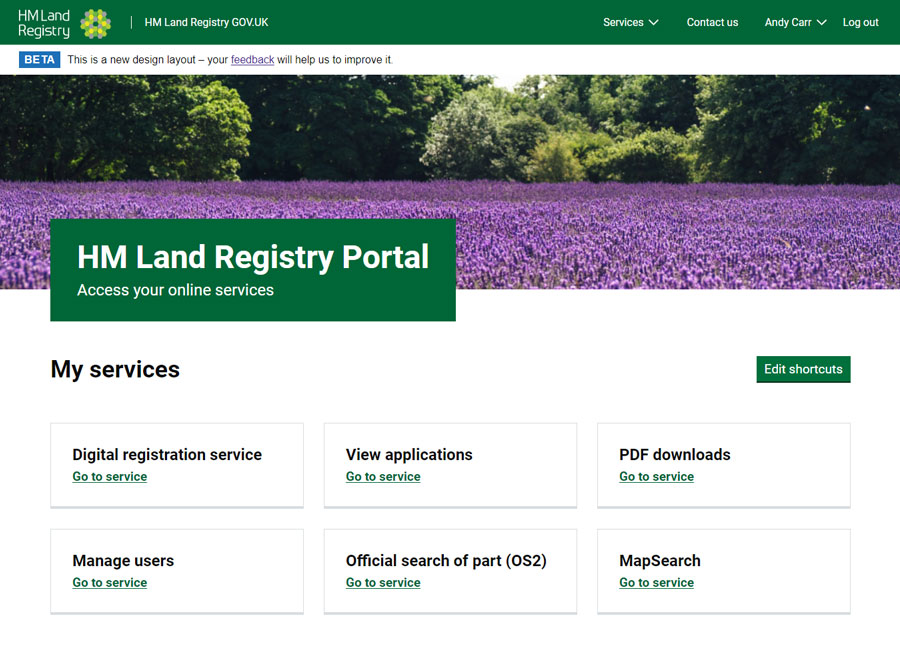 HM Land
Registry
HM Land Registry GOV.UK
Services
Contact us
Andy Carr
Log out
BETA
This is a new design layout – your feedback will help us to improve it.
HM Land Registry Portal
Access your online services
My services
Edit shortcuts
Digital registration service
Go to service
View applications
Go to service
PDF downloads
Go to service
Manage users
Go to service
Official search of part (OS2)
Go to service
MapSearch
Go to service